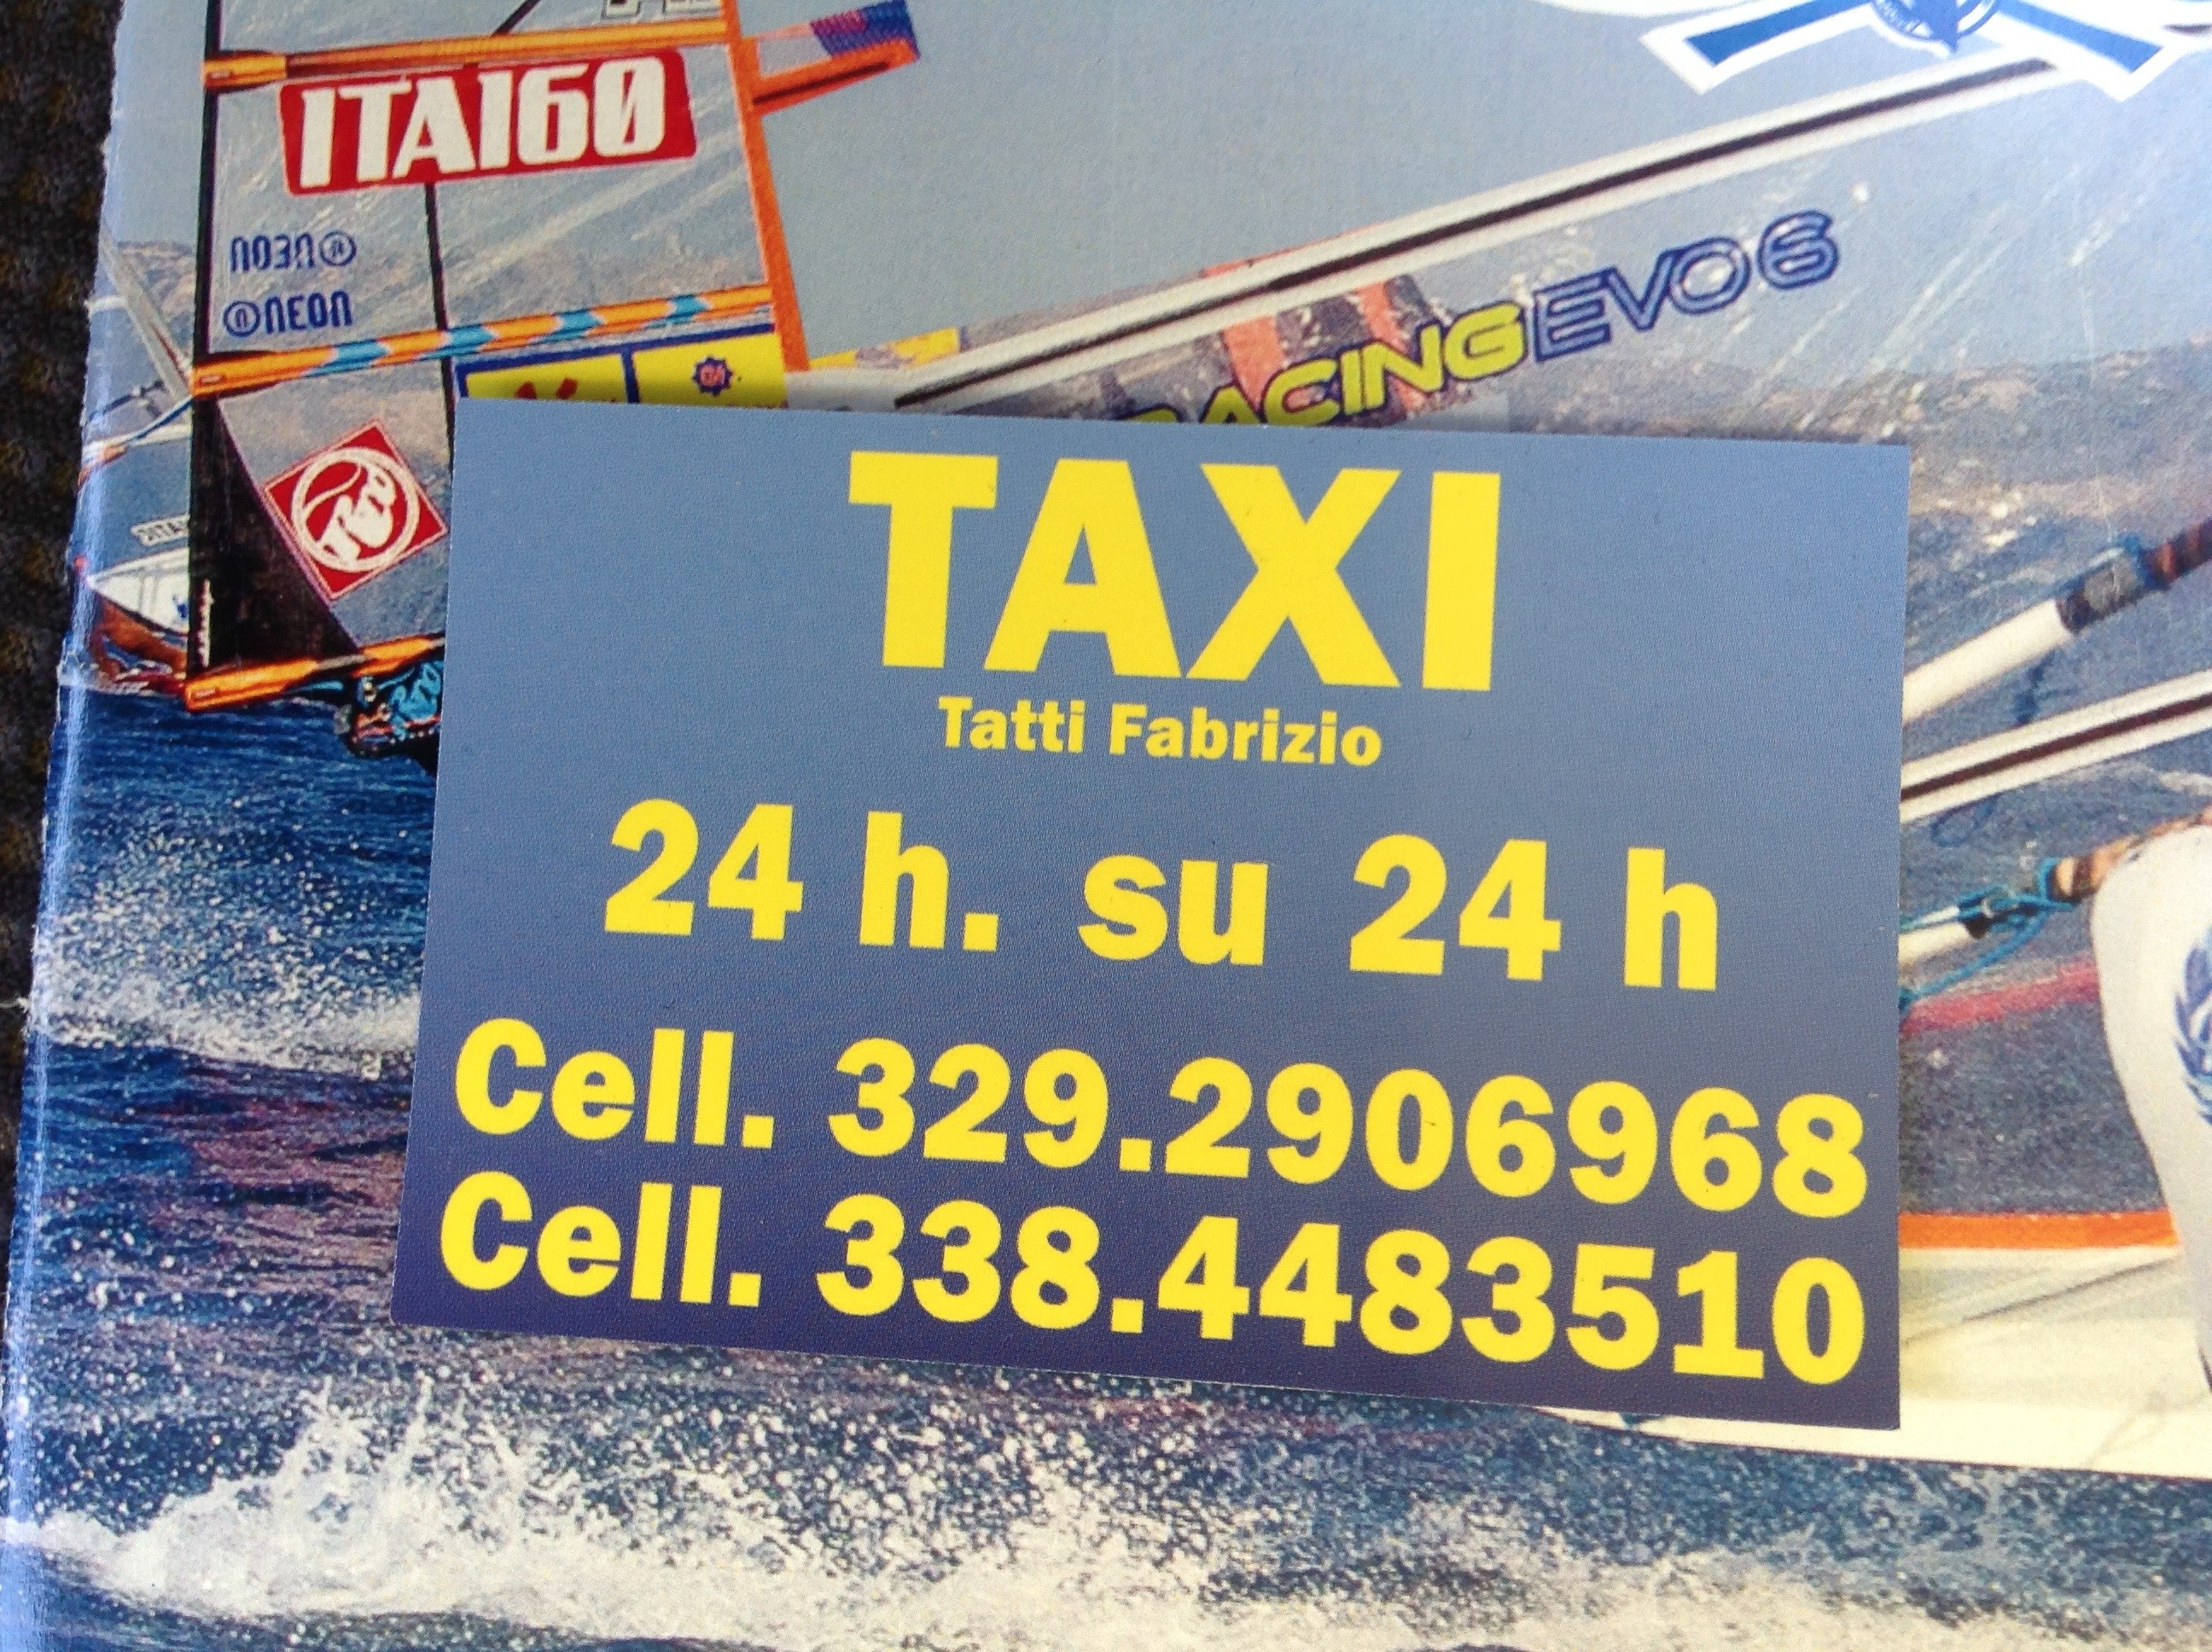 ITA160
NEON
NEON
RACINGEVO6
TAXI
Tatti Fabrizio
24 h. su 24 h
Cell. 329.2906968
Cell. 338.4483510